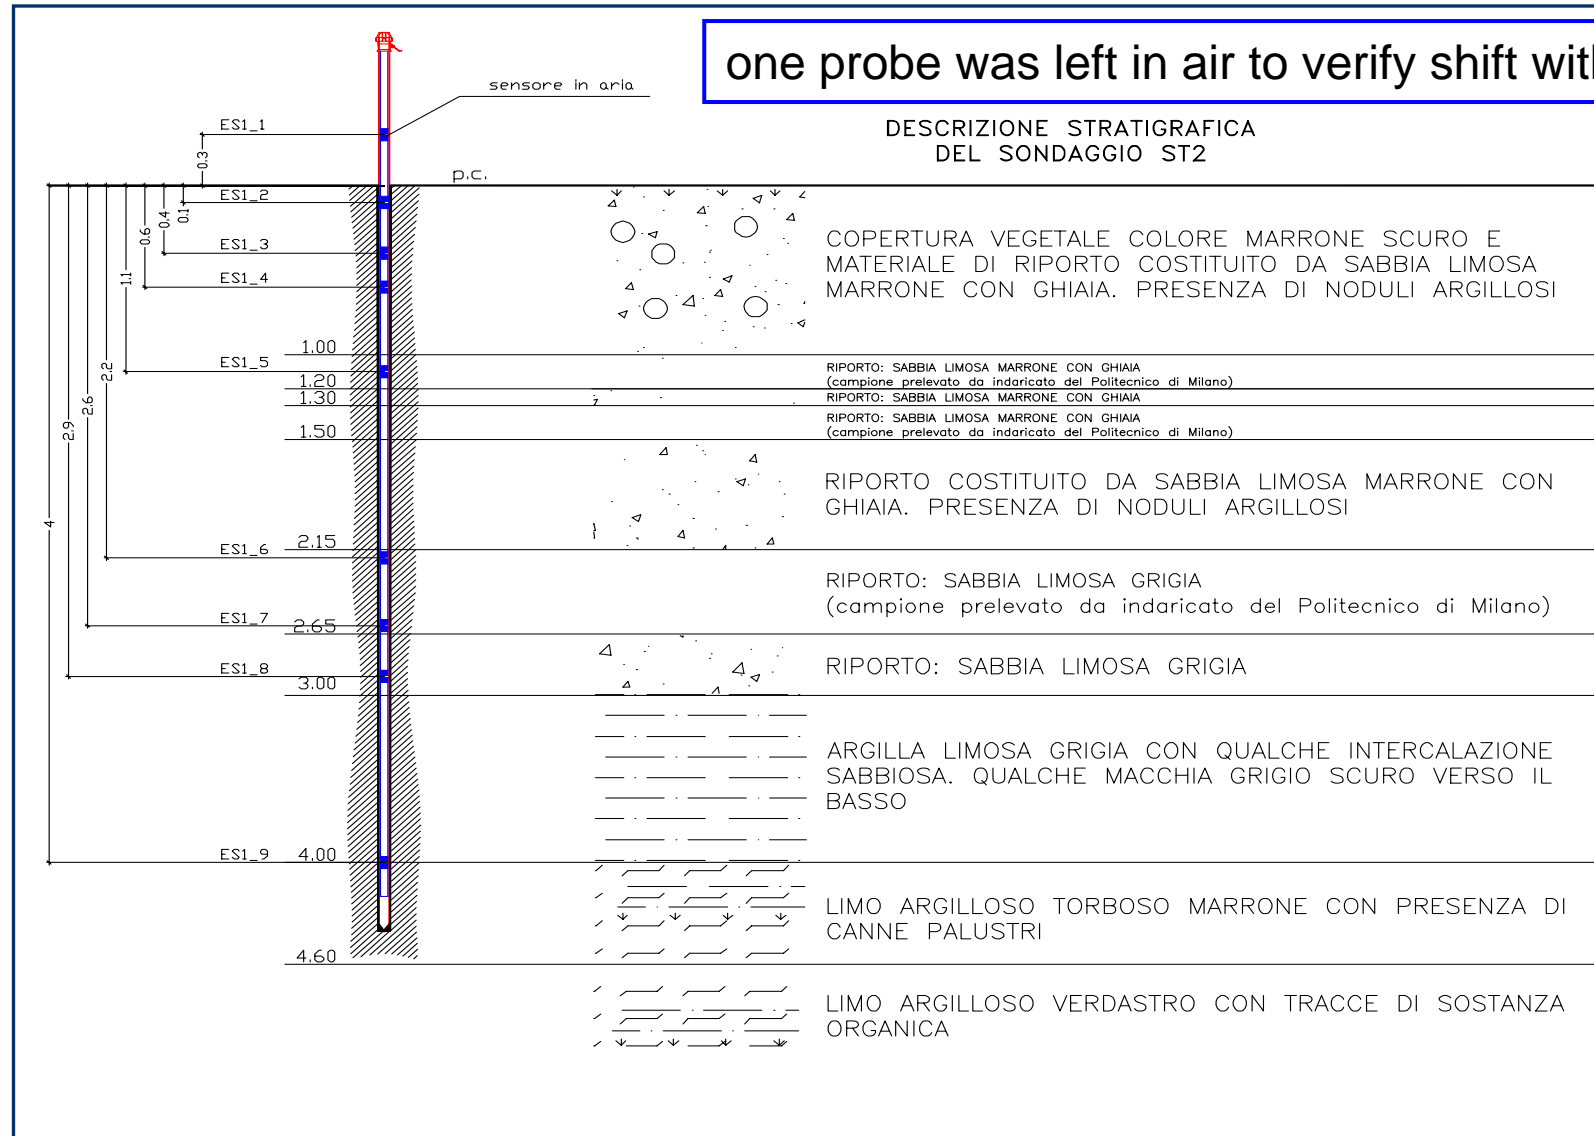 one probe was left in air to verify shift wit
sensore in aria
DESCRIZIONE STRATIGRAFICA
DEL SONDAGGIO ST2
ES1_1
0.3
p.c.
ES1_2
0.1
0.4
ES1_3
0.6
ES1_4
1.1
COPERTURA VEGETALE COLORE MARRONE SCURO E
MATERIALE DI RIPORTO COSTITUITO DA SABBIA LIMOSA
MARRONE CON GHIAIA. PRESENZA DI NODULI ARGILLOSI
1.00
ES1_5
2.2
RIPORTO: SABBIA LIMOSA MARRONE CON GHIAIA
(campione prelevato da indaricato del Politecnico di Milano)
1.20
RIPORTO: SABBIA LIMOSA MARRONE CON GHIAIA
1.30
2.6
RIPORTO: SABBIA LIMOSA MARRONE CON GHIAIA
(campione prelevato da indaricato del Politecnico di Milano)
1.50
2.9
RIPORTO COSTITUITO DA SABBIA LIMOSA MARRONE CON
GHIAIA. PRESENZA DI NODULI ARGILLOSI
4
2.15
ES1_6
RIPORTO: SABBIA LIMOSA GRIGIA
(campione prelevato da indaricato del Politecnico di Milano)
ES1_7
2.65
RIPORTO: SABBIA LIMOSA GRIGIA
ES1_8
3.00
ARGILLA LIMOSA GRIGIA CON QUALCHE INTERCALAZIONE
SABBIOSA. QUALCHE MACCHIA GRIGIO SCURO VERSO IL
BASSO
ES1_9
4.00
LIMO ARGILLOSO TORBOSO MARRONE CON PRESENZA DI
CANNE PALUSTRI
4.60
LIMO ARGILLOSO VERDASTRO CON TRACCE DI SOSTANZA
ORGANICA